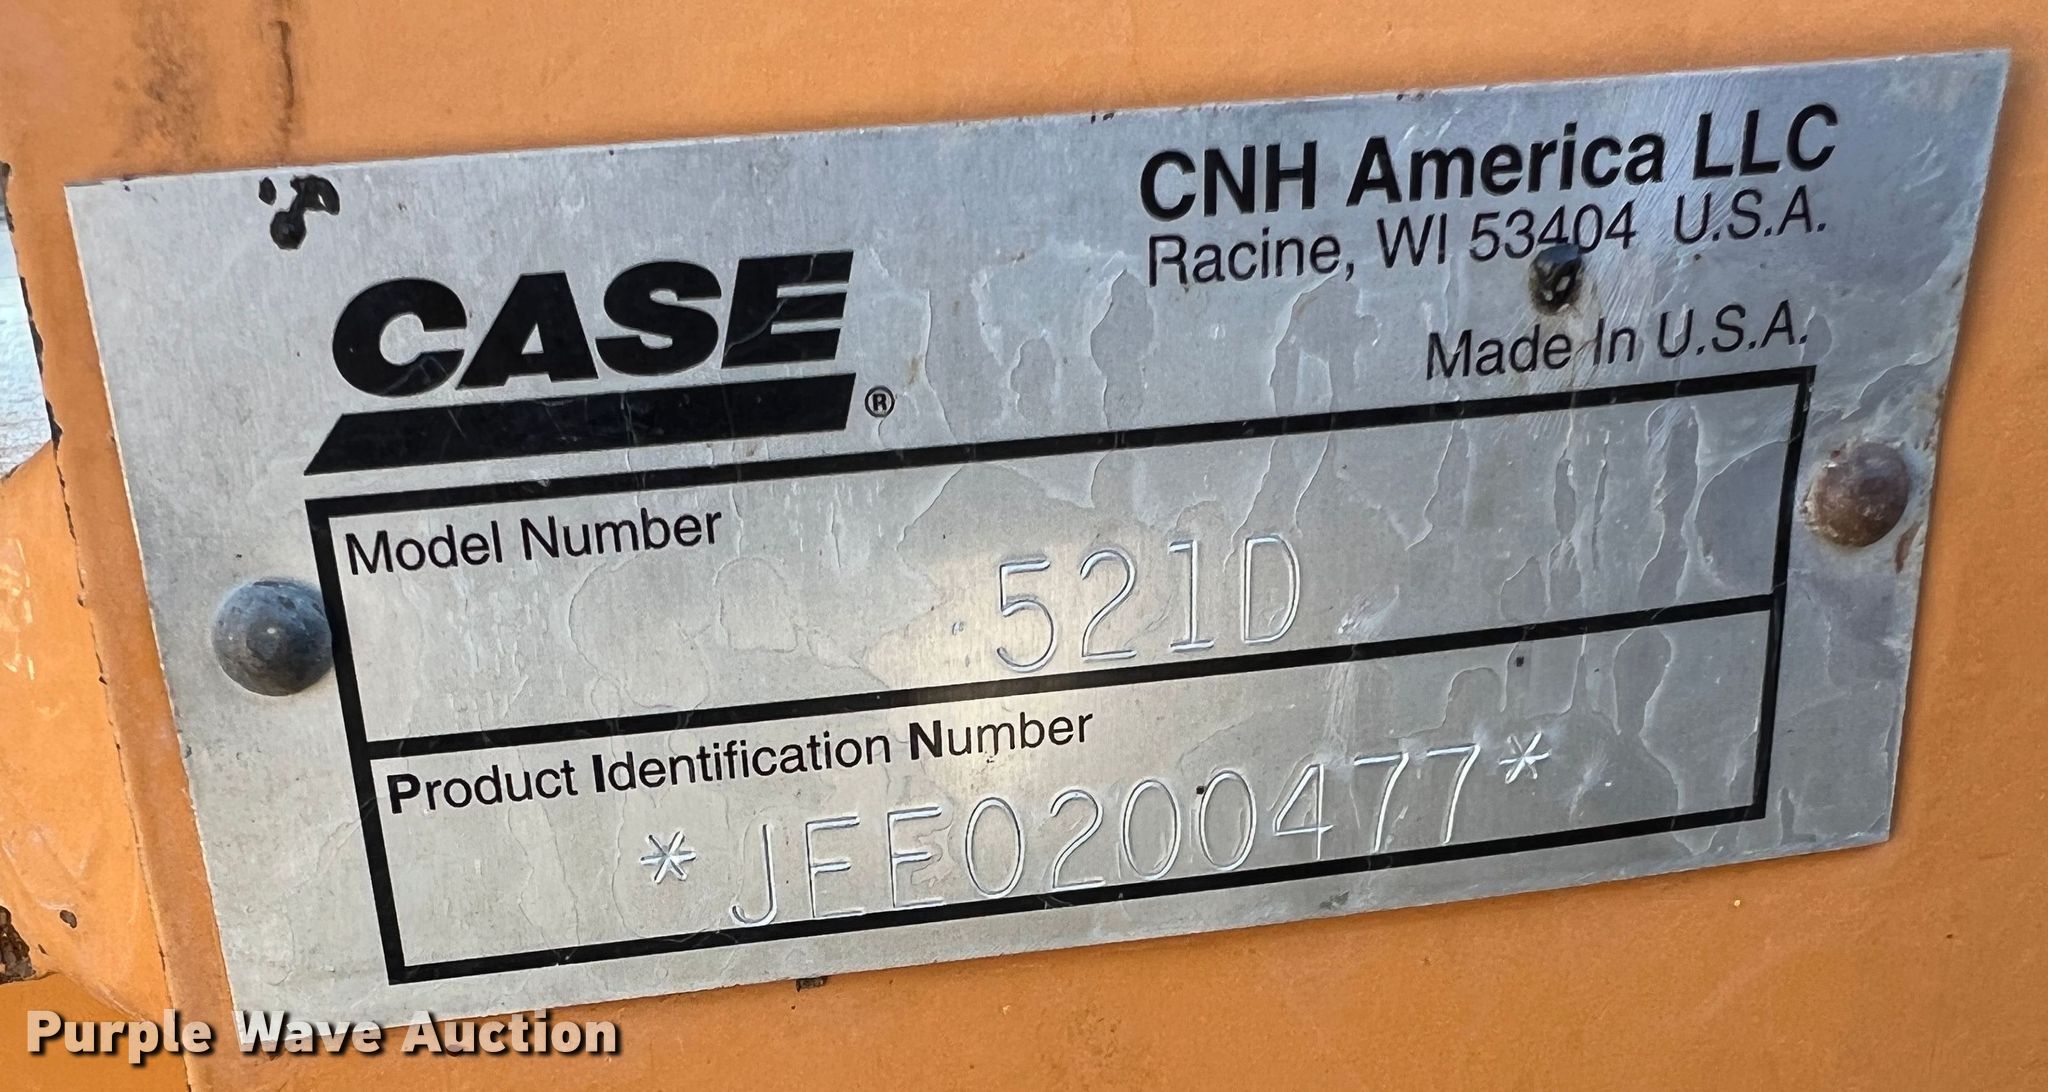 CNH America LLC
Racine, WI 53404 U.S.A.
CASE®
Made In U.S.A.
Model Number
521D
Product Identification Number
*JEE0200477*
Purple Wave Auction